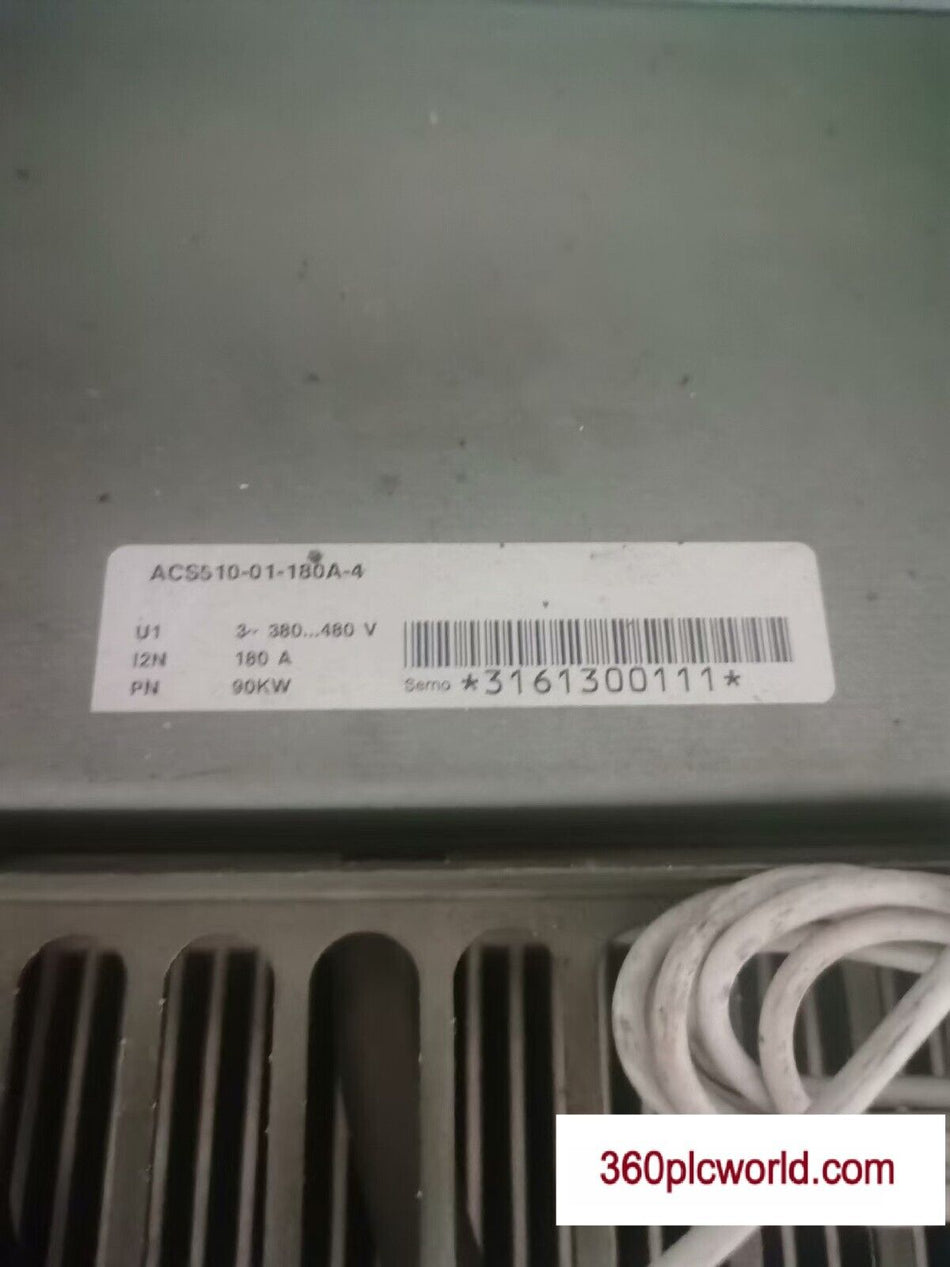 ACS510-01-180A-4
U1 3~ 380...480 V
I2N 180 A
PN 90KW
Serno *3161300111*
360plcworld.com